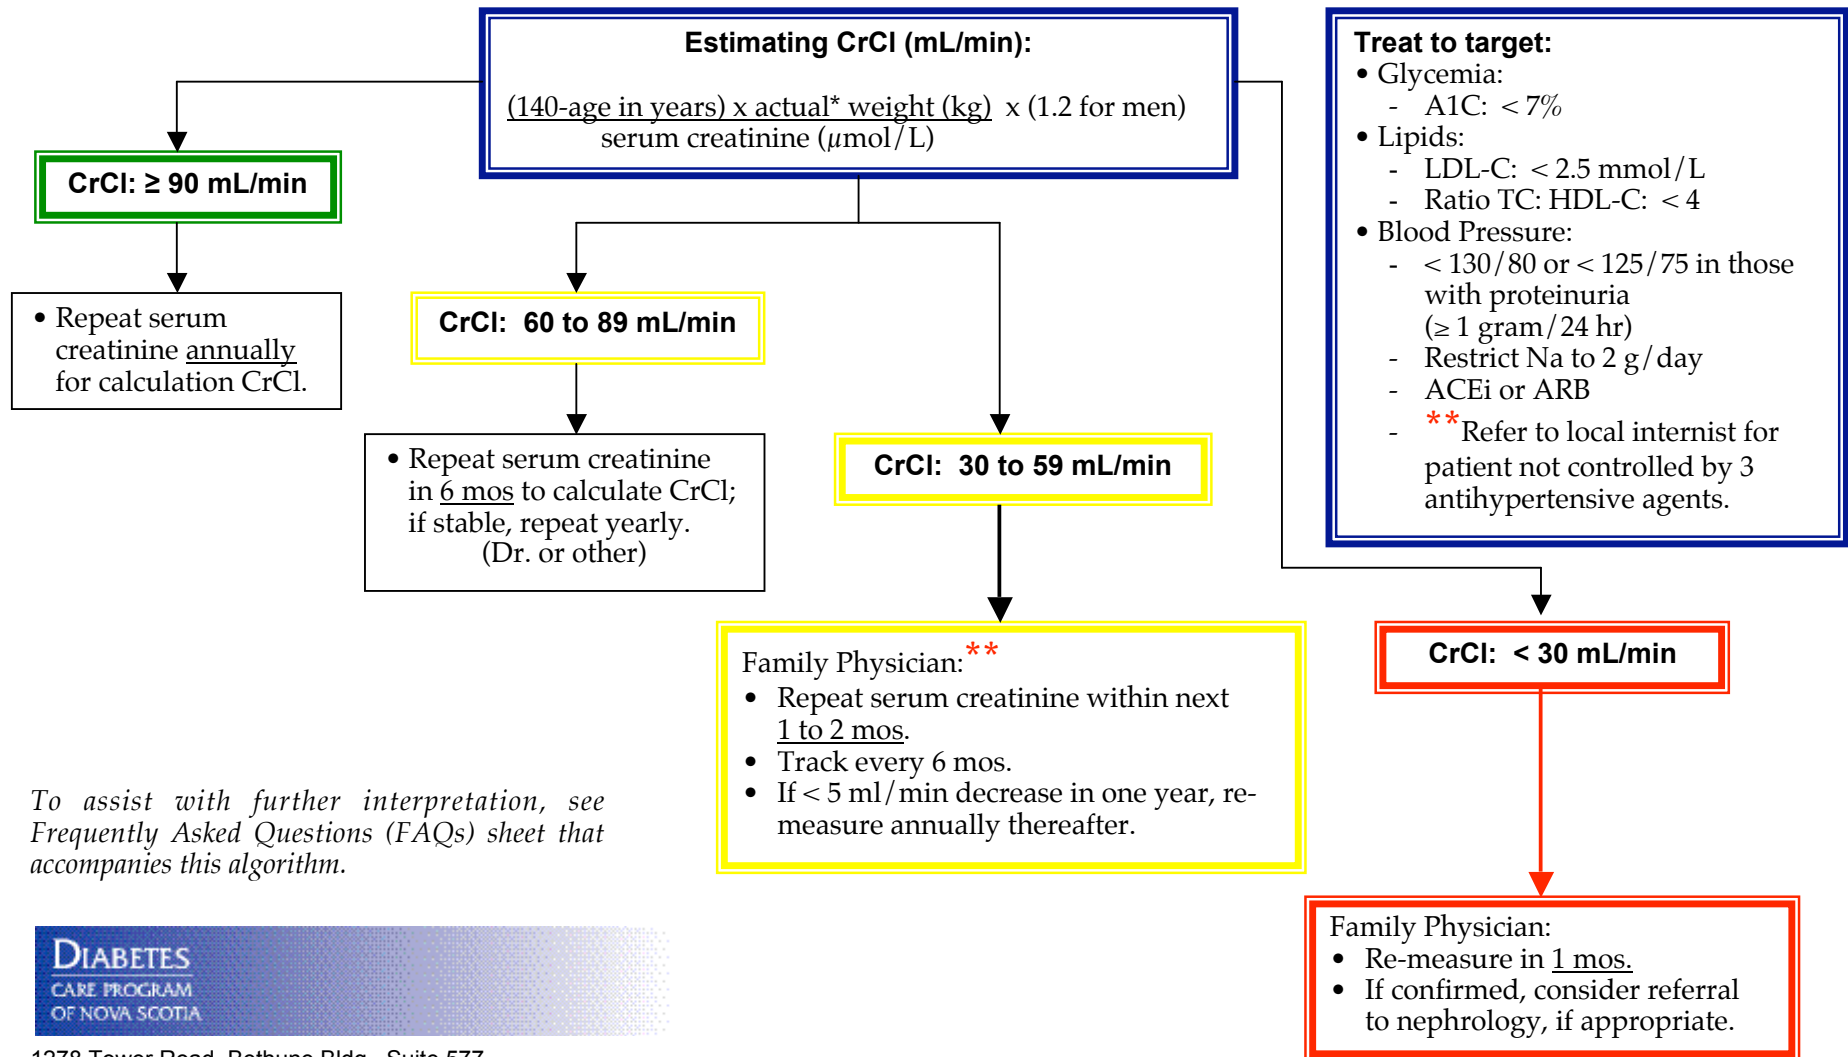 Estimating CrCl (mL/min):
(140-age in years) x actual* weight (kg) x (1.2 for men)
serum creatinine (µmol/L)
Treat to target:
• Glycemia:
- A1C: < 7%
• Lipids:
- LDL-C: < 2.5 mmol/L
- Ratio TC: HDL-C: < 4
• Blood Pressure:
- < 130/80 or < 125/75 in those
with proteinuria
(≥ 1 gram/24 hr)
- Restrict Na to 2 g/day
- ACEi or ARB
- **Refer to local internist for
patient not controlled by 3
antihypertensive agents.
CrCl: ≥ 90 mL/min
• Repeat serum
creatinine annually
for calculation CrCl.
CrCl: 60 to 89 mL/min
• Repeat serum creatinine
in 6 mos to calculate CrCl;
if stable, repeat yearly.
(Dr. or other)
CrCl: 30 to 59 mL/min
Family Physician:**
• Repeat serum creatinine within next
1 to 2 mos.
• Track every 6 mos.
• If < 5 ml/min decrease in one year, re-
measure annually thereafter.
CrCl: < 30 mL/min
Family Physician:
• Re-measure in 1 mos.
• If confirmed, consider referral
to nephrology, if appropriate.
To assist with further interpretation, see
Frequently Asked Questions (FAQs) sheet that
accompanies this algorithm.
DIABETES
CARE PROGRAM
OF NOVA SCOTIA
1278 Tower Road, Bethune Bldg., Suite 577